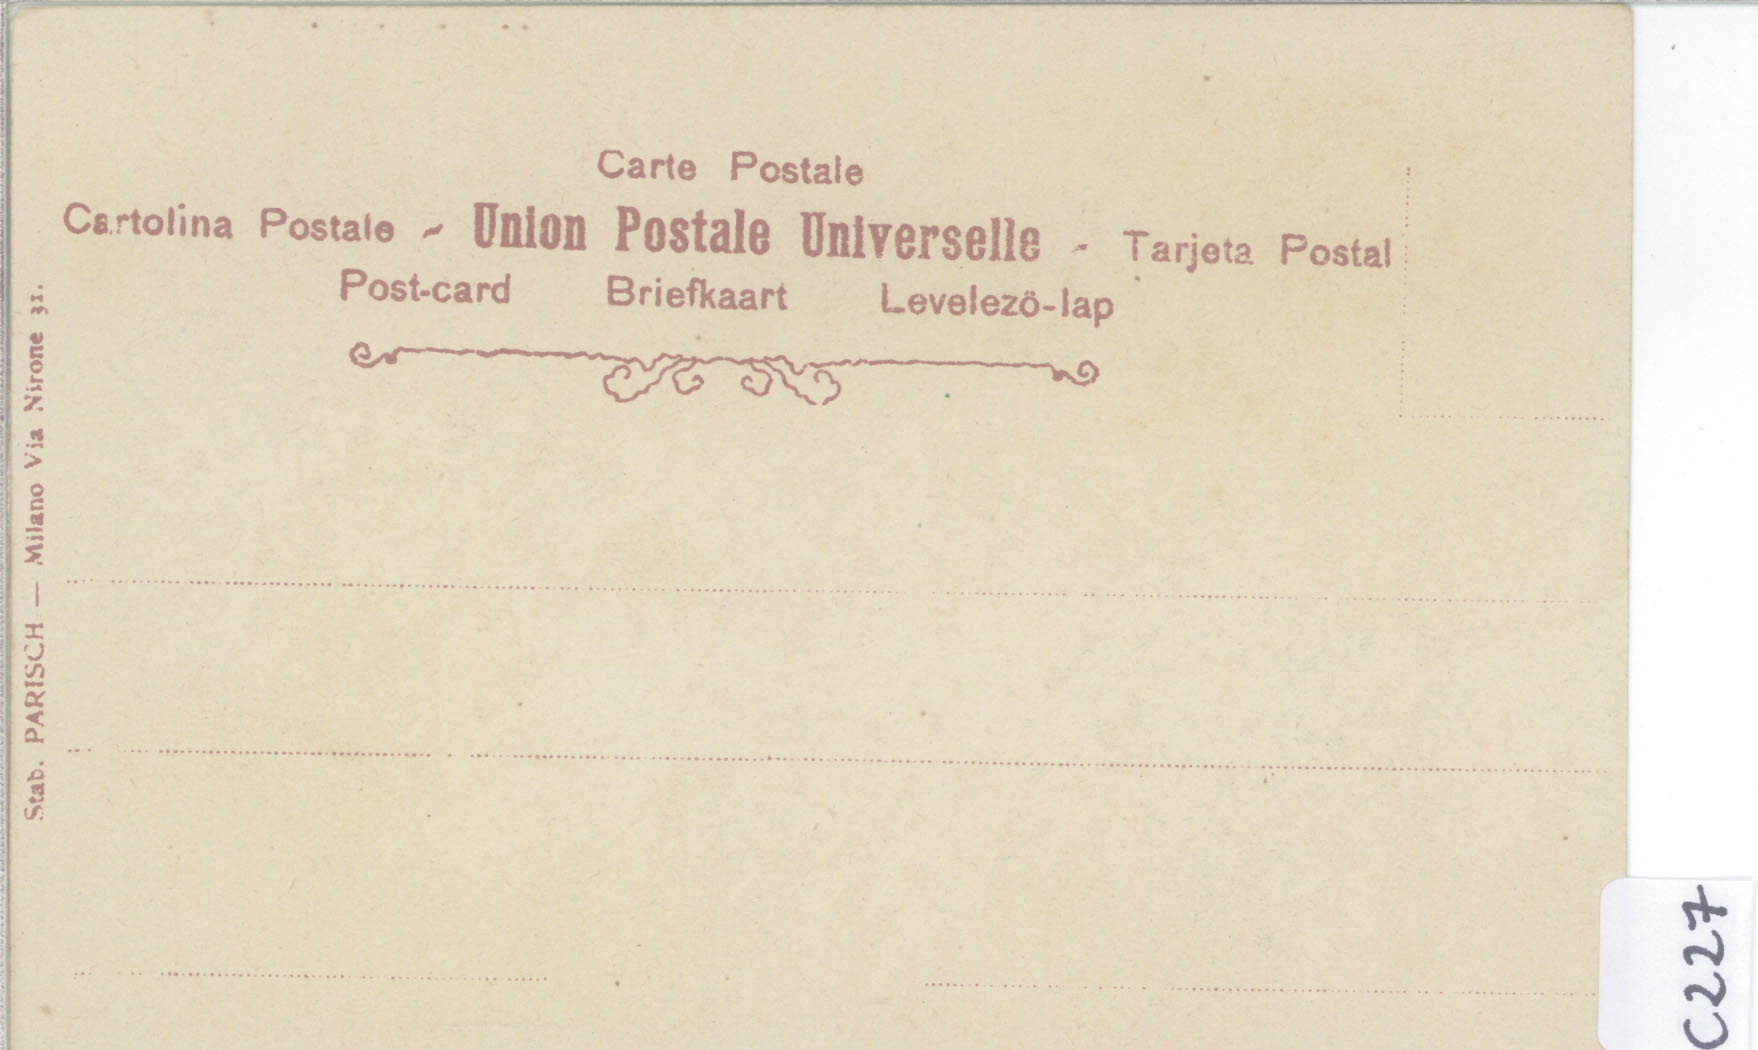 Carte Postale
Cartolina Postale - Union Postale Universelle - Tarjeta Postal
Post-card Briefkaart Levelezö-lap
Stab. PARISCH — Milano Via Nirone 31.
C227